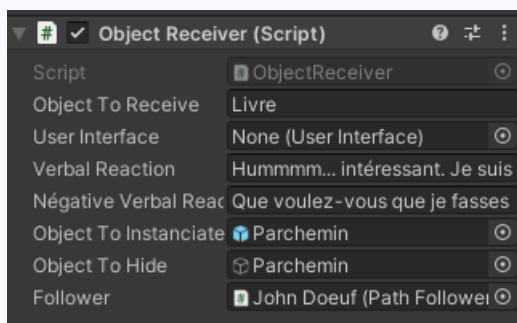 # Object Receiver (Script)
Script # ObjectReceiver
Object To Receive Livre
User Interface None (User Interface)
Verbal Reaction Hummmm... intéressant. Je suis
Négative Verbal Reac Que voulez-vous que je fasses
Object To Instanciate Parchemin
Object To Hide Parchemin
Follower # John Doeuf (Path Follower